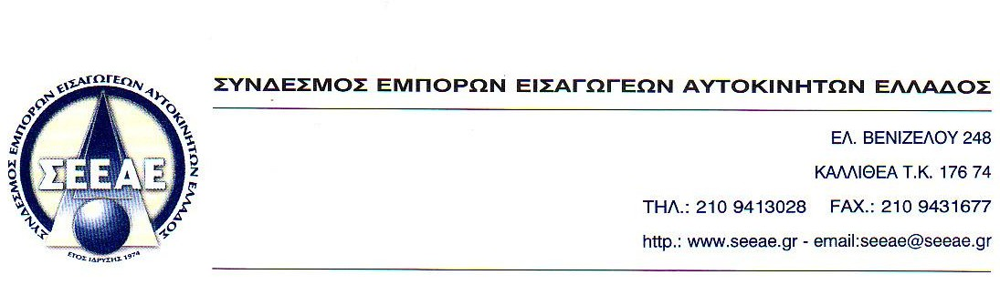 ΣΥΝΔΕΣΜΟΣ ΕΜΠΟΡΩΝ ΕΙΣΑΓΩΓΕΩΝ ΑΥΤΟΚΙΝΗΤΩΝ ΕΛΛΑΔΟΣ
ΣΕΕΑΕ
ΕΤΟΣ ΙΔΡΥΣΗΣ 1974
ΣΥΝΔΕΣΜΟΣ ΕΜΠΟΡΩΝ ΕΙΣΑΓΩΓΕΩΝ ΑΥΤΟΚΙΝΗΤΩΝ ΕΛΛΑΔΟΣ
ΕΛ. ΒΕΝΙΖΕΛΟΥ 248
ΚΑΛΛΙΘΕΑ Τ.Κ. 176 74
ΤΗΛ.: 210 9413028 FAX.: 210 9431677
http.: www.seeae.gr - email:seeae@seeae.gr